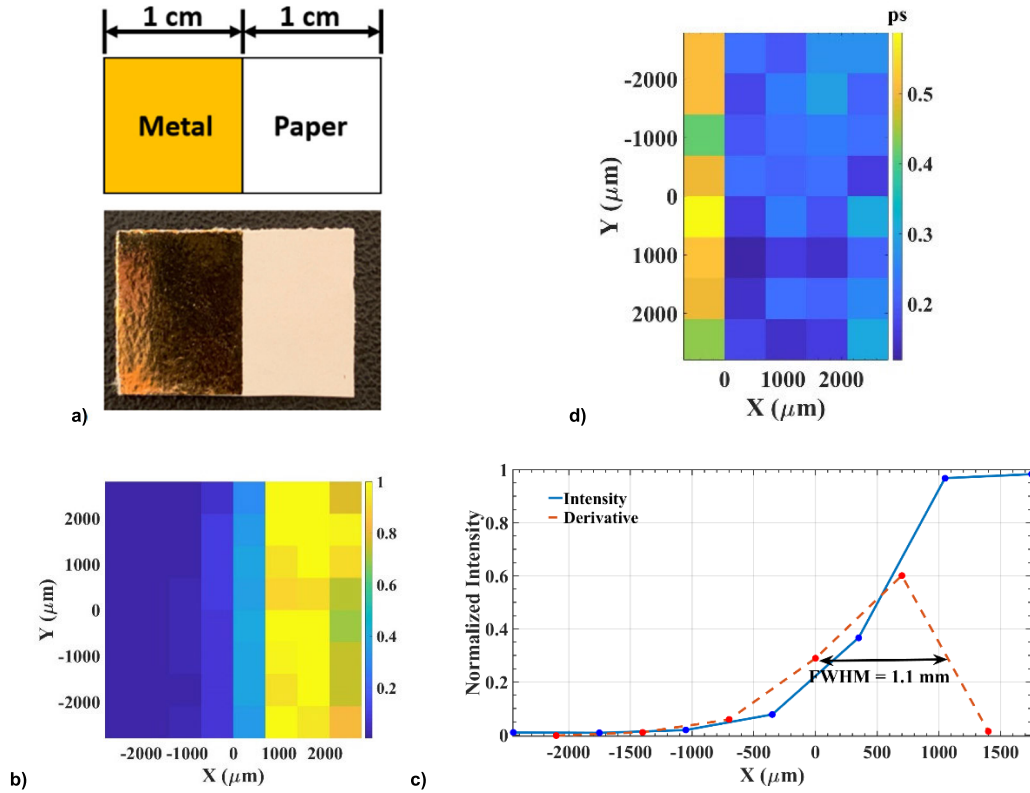 1 cm 1 cm
Metal Paper
a)
ps
0.5
0.4
0.3
0.2
-2000
-1000
0
1000
2000
Y (μm)
0 1000 2000
X (μm)
d)
1
0.8
0.6
0.4
0.2
2000
1000
0
-1000
-2000
Y (μm)
-2000 -1000 0 1000 2000
X (μm)
b)
1
0.8
0.6
0.4
0.2
0
Normalized Intensity
Intensity
Derivative
FWHM = 1.1 mm
-2000 -1500 -1000 -500 0 500 1000 1500
X (μm)
c)